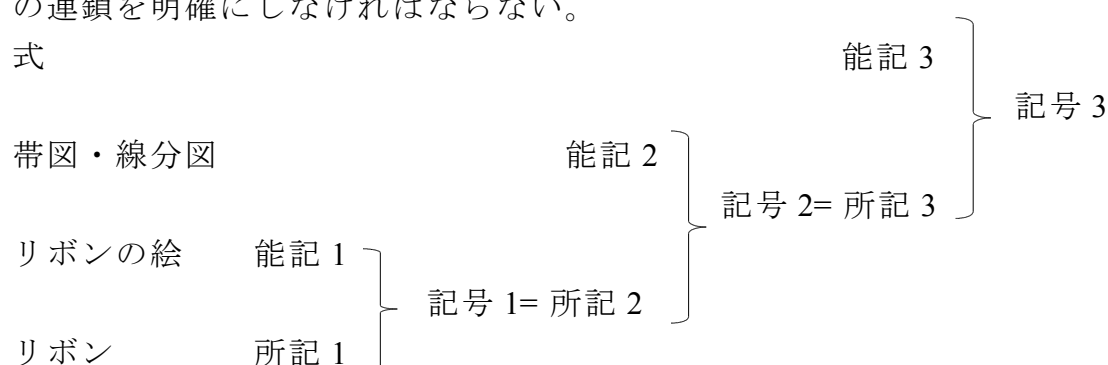 の連鎖を明確にしなければならない。
式 能記 3
記号 3
帯図・線分図 能記 2
記号 2= 所記 3
リボンの絵 能記 1
記号 1= 所記 2
リボン 所記 1